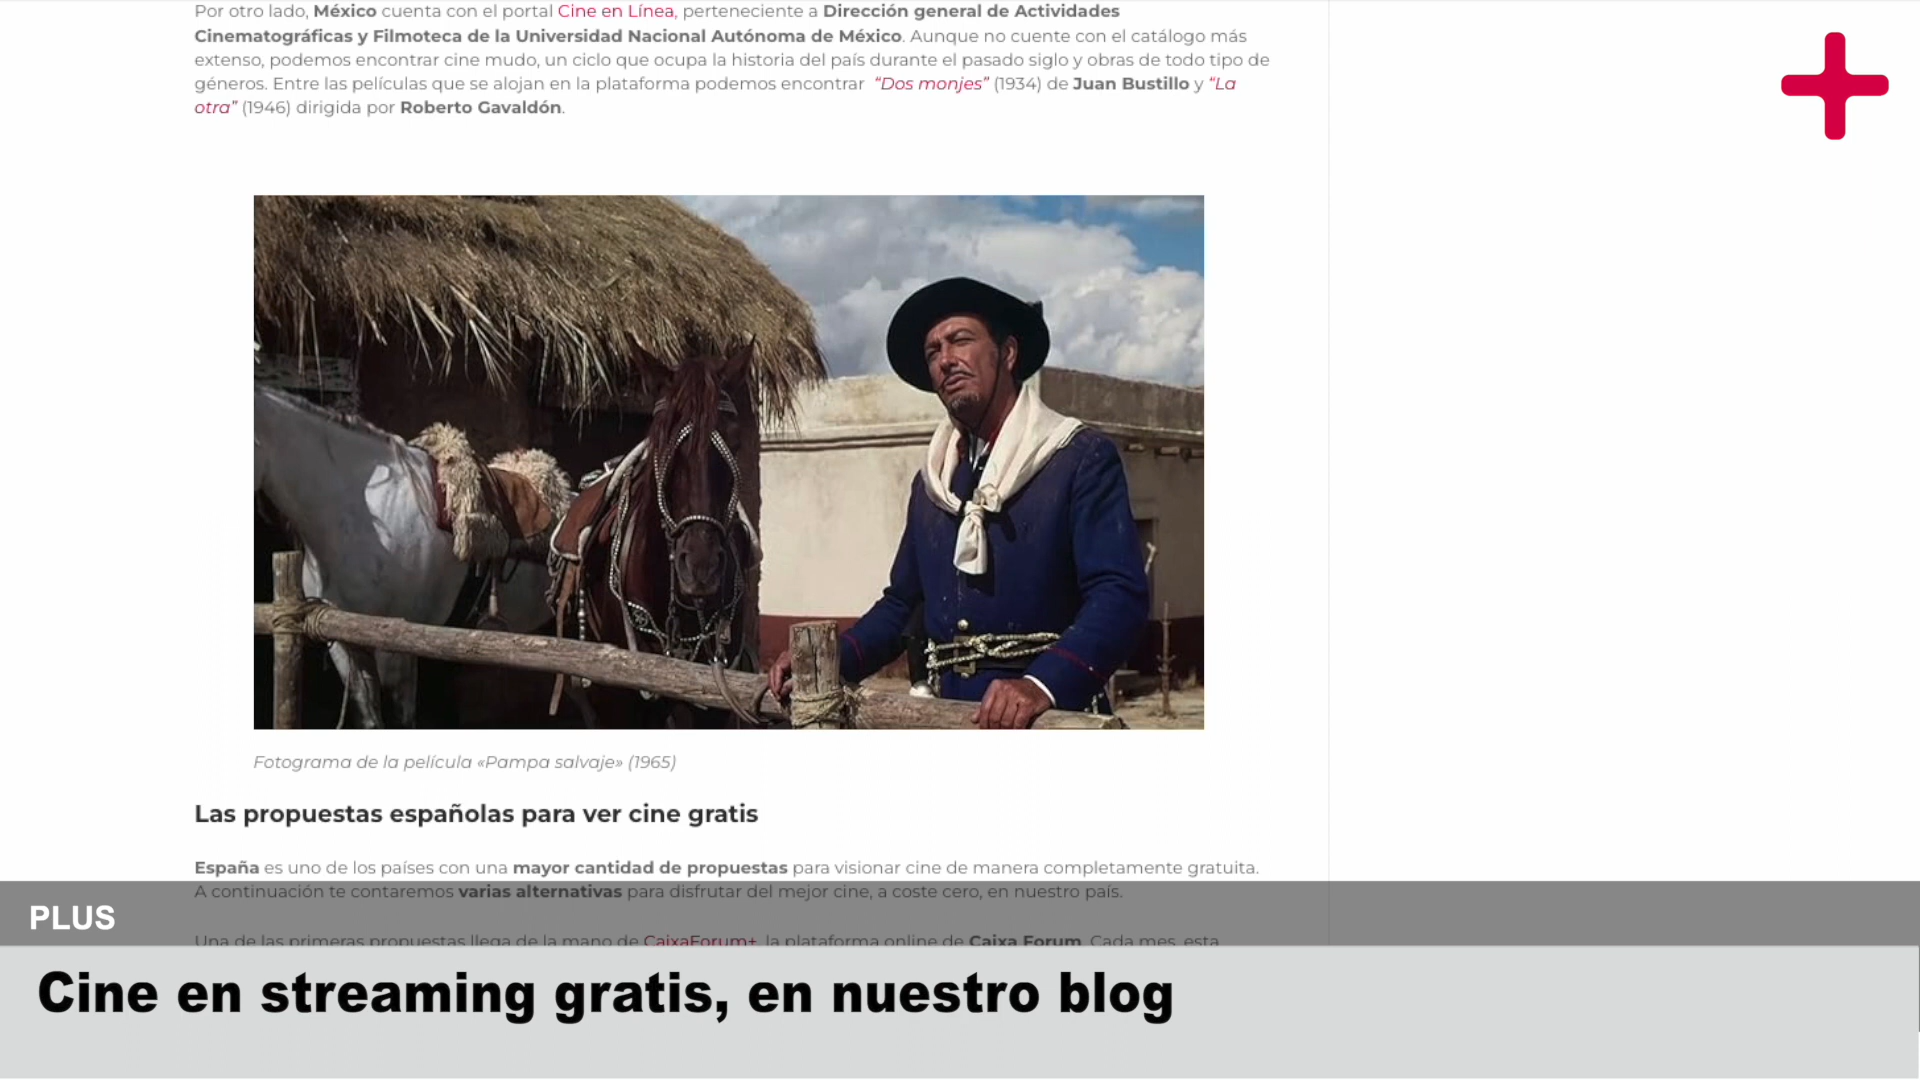 Por otro lado, México cuenta con el portal Cine en Línea, perteneciente a Dirección general de Actividades
Cinematográficas y Filmoteca de la Universidad Nacional Autónoma de México. Aunque no cuente con el catálogo más
extenso, podemos encontrar cine mudo, un ciclo que ocupa la historia del país durante el pasado siglo y obras de todo tipo de
géneros. Entre las películas que se alojan en la plataforma podemos encontrar “Dos monjes” (1934) de Juan Bustillo y “La
otra” (1946) dirigida por Roberto Gavaldón.
Fotograma de la película «Pampa salvaje» (1965)
Las propuestas españolas para ver cine gratis
España es uno de los países con una mayor cantidad de propuestas para visionar cine de manera completamente gratuita.
A continuación te contaremos varias alternativas para disfrutar del mejor cine, a coste cero, en nuestro país.
PLUS
Una de las primeras propuestas llega de la mano de CaixaForum+, la plataforma online de Caixa Forum. Cada mes, esta
Cine en streaming gratis, en nuestro blog